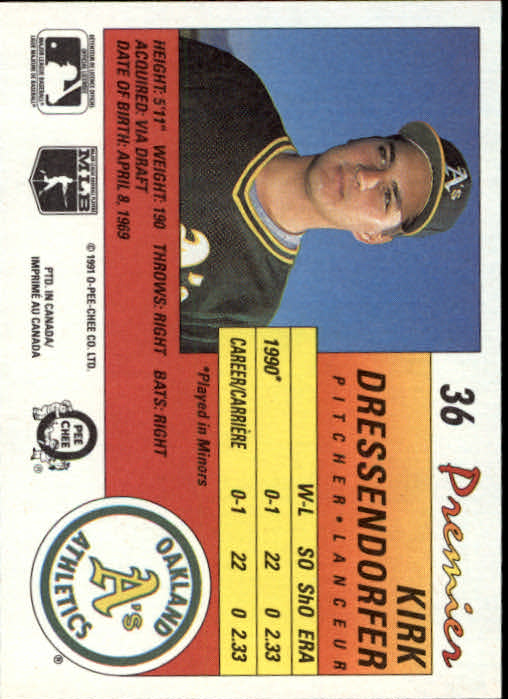 36 Premier
KIRK
DRESSENDORFER
PITCHER • LANCEUR
W-L SO ShO ERA
1990* 0-1 22 0 2.33
CAREER/CARRIÈRE 0-1 22 0 2.33
*Played in Minors
A's
A's
HEIGHT: 5'11" WEIGHT: 190 THROWS: RIGHT BATS: RIGHT
ACQUIRED: VIA DRAFT
DATE OF BIRTH: APRIL 8, 1969
OAKLAND
A's
ATHLETICS
®
MLB
© 1991 O-PEE-CHEE CO. LTD.
PTD. IN CANADA/
IMPRIMÉ AU CANADA
O
PEE
CHEE
®